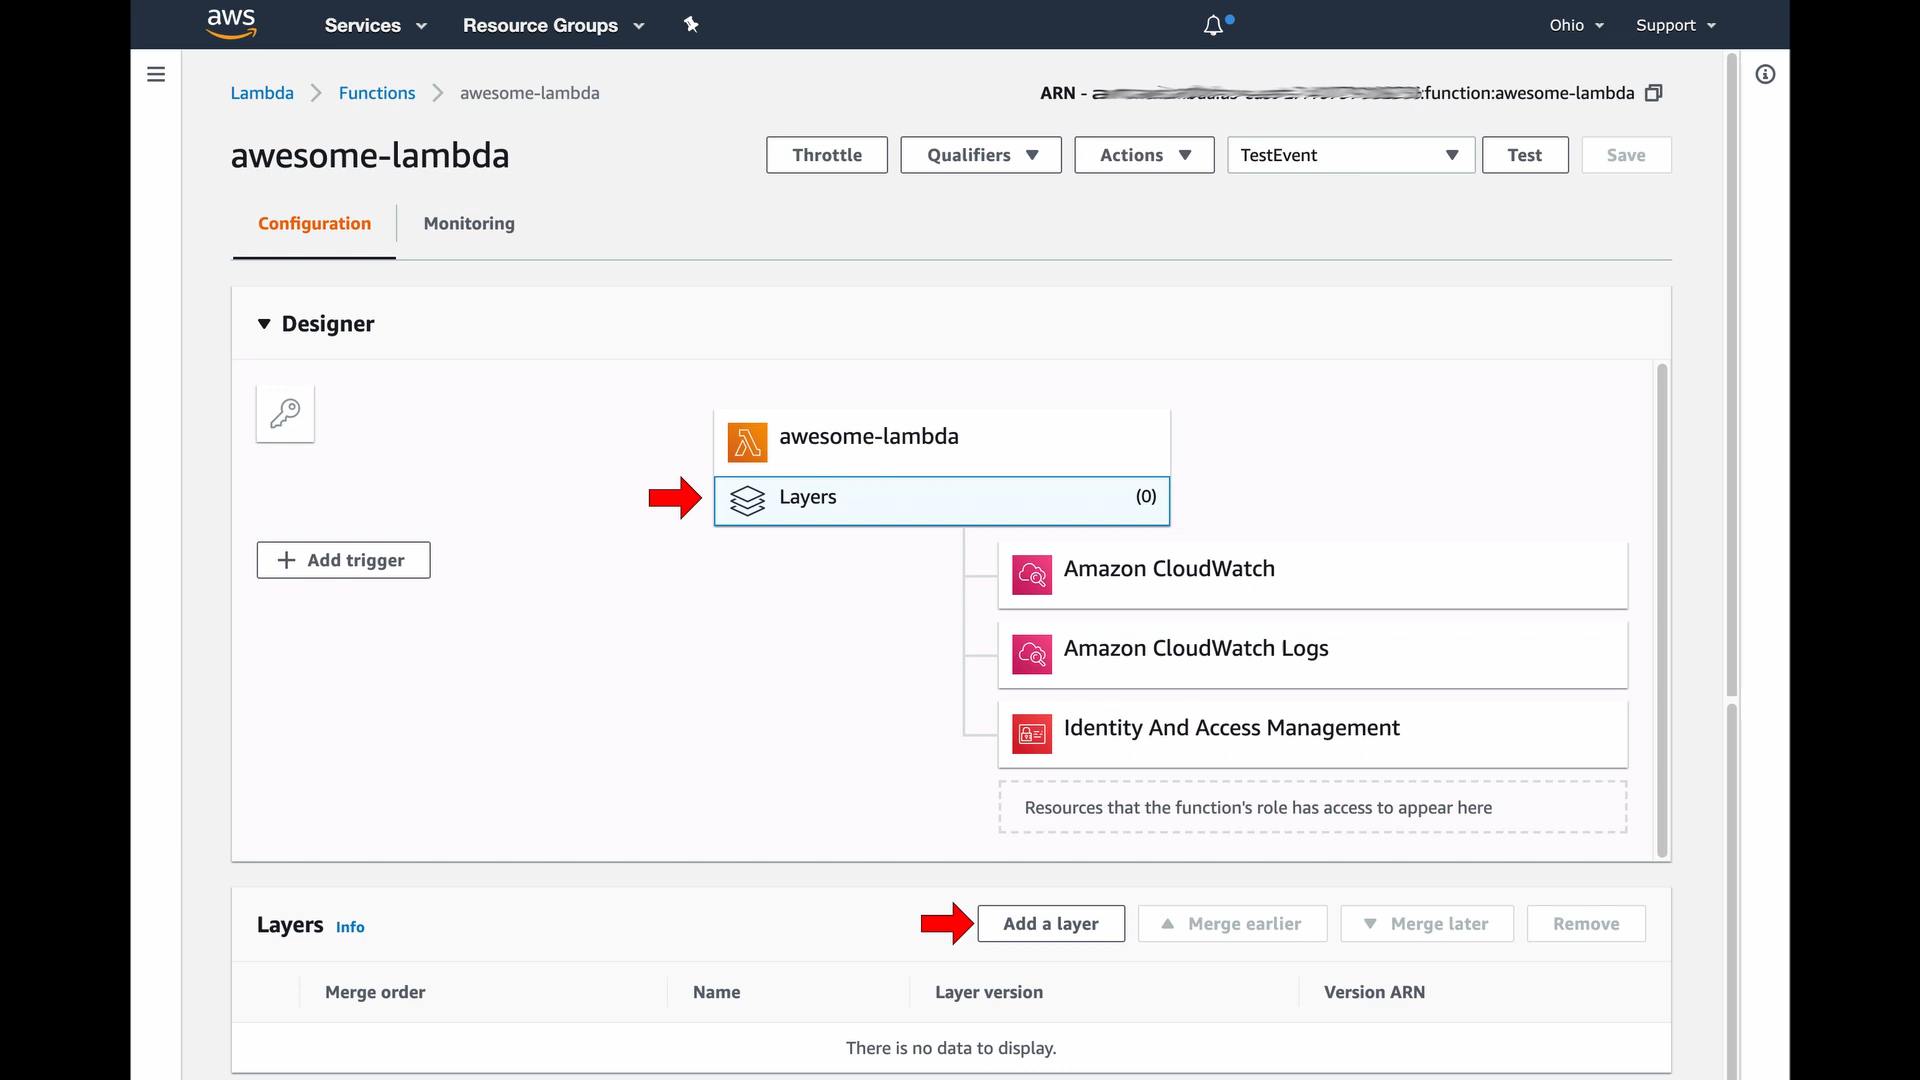 aws Services Resource Groups Ohio Support
Lambda Functions awesome-lambda ARN - :function:awesome-lambda
awesome-lambda Throttle Qualifiers Actions TestEvent Test Save
Configuration Monitoring
Designer
awesome-lambda
Layers (0)
Add trigger
Amazon CloudWatch
Amazon CloudWatch Logs
Identity And Access Management
Resources that the function's role has access to appear here
Layers Info Add a layer Merge earlier Merge later Remove
Merge order Name Layer version Version ARN
There is no data to display.